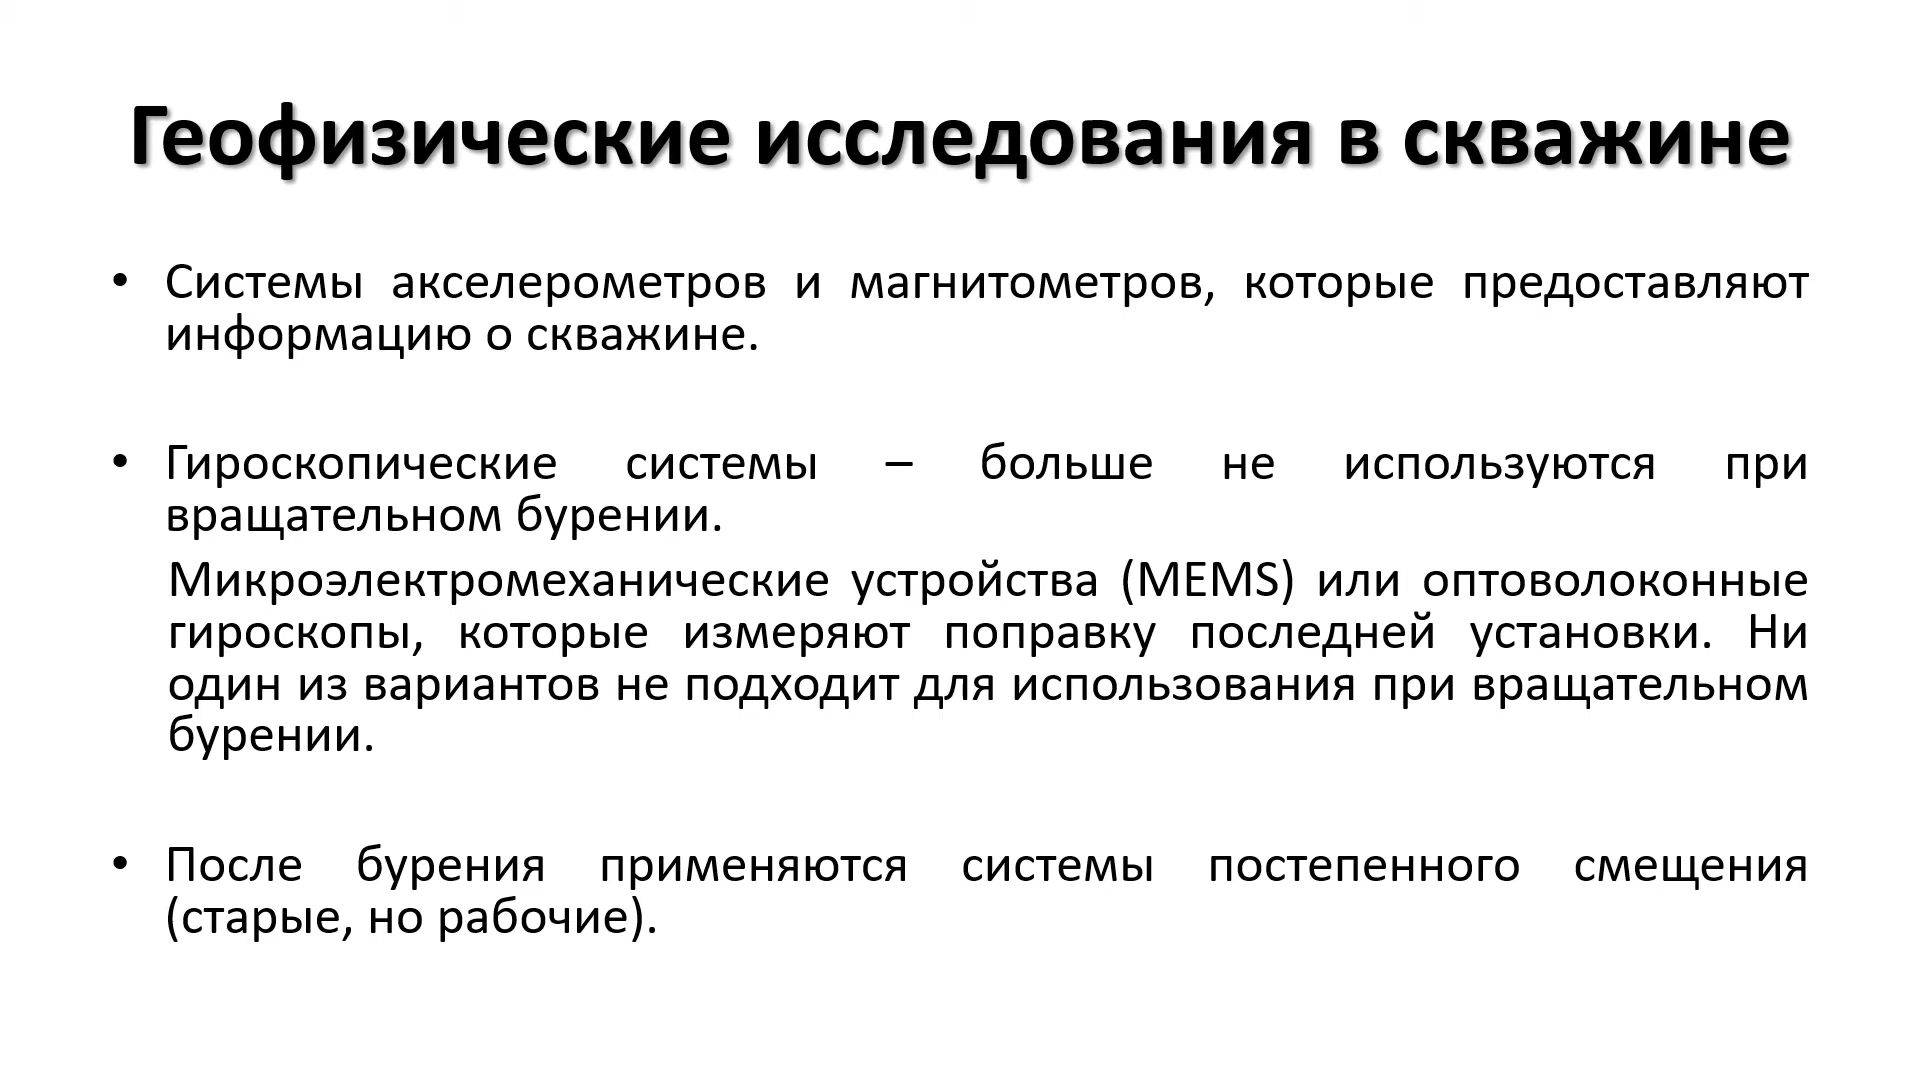 Геофизические исследования в скважине
• Системы акселерометров и магнитометров, которые предоставляют
информацию о скважине.
• Гироскопические системы – больше не используются при
вращательном бурении.
Микроэлектромеханические устройства (MEMS) или оптоволоконные
гироскопы, которые измеряют поправку последней установки. Ни
один из вариантов не подходит для использования при вращательном
бурении.
• После бурения применяются системы постепенного смещения
(старые, но рабочие).